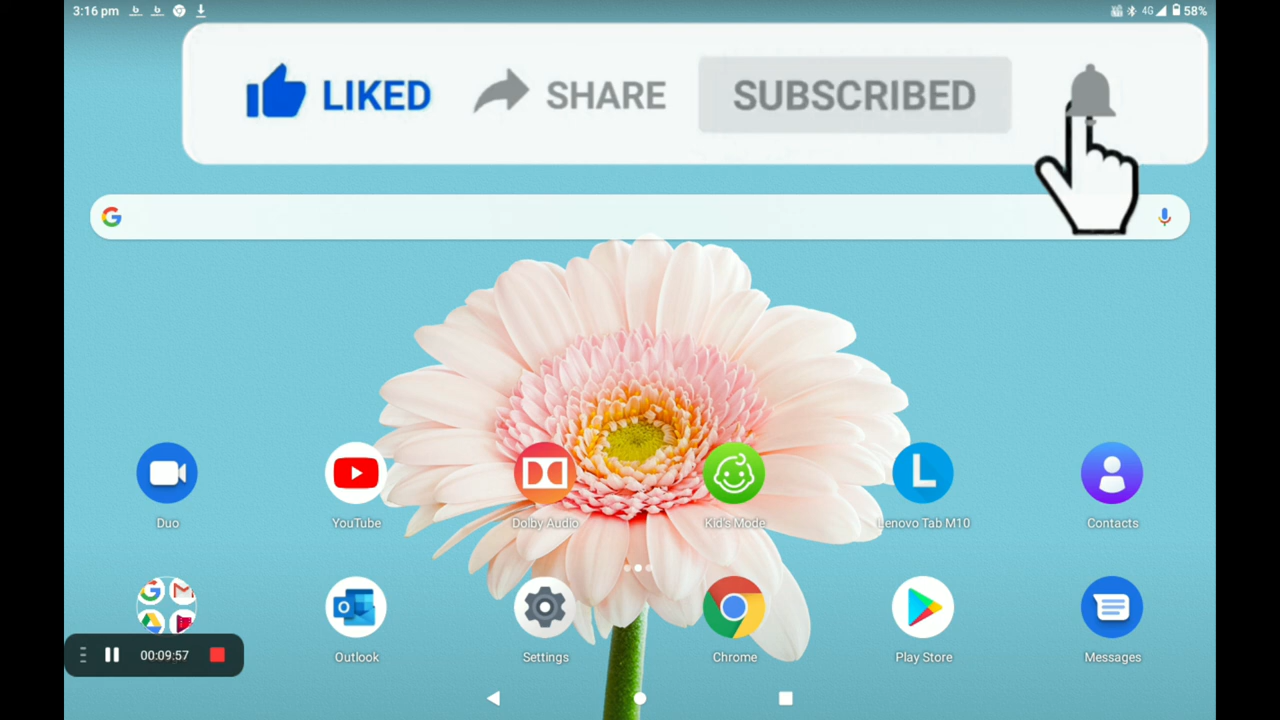 3:16 pm
4G 58%
LIKED SHARE SUBSCRIBED
Duo YouTube Dolby Audio Kid's Mode Lenovo Tab M10 Contacts
00:09:57
Outlook Settings Chrome Play Store Messages